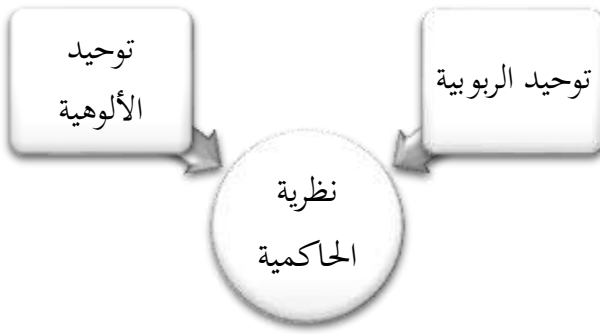 توحيد الربوبية
توحيد
الألوهية
نظرية
الحاكمية